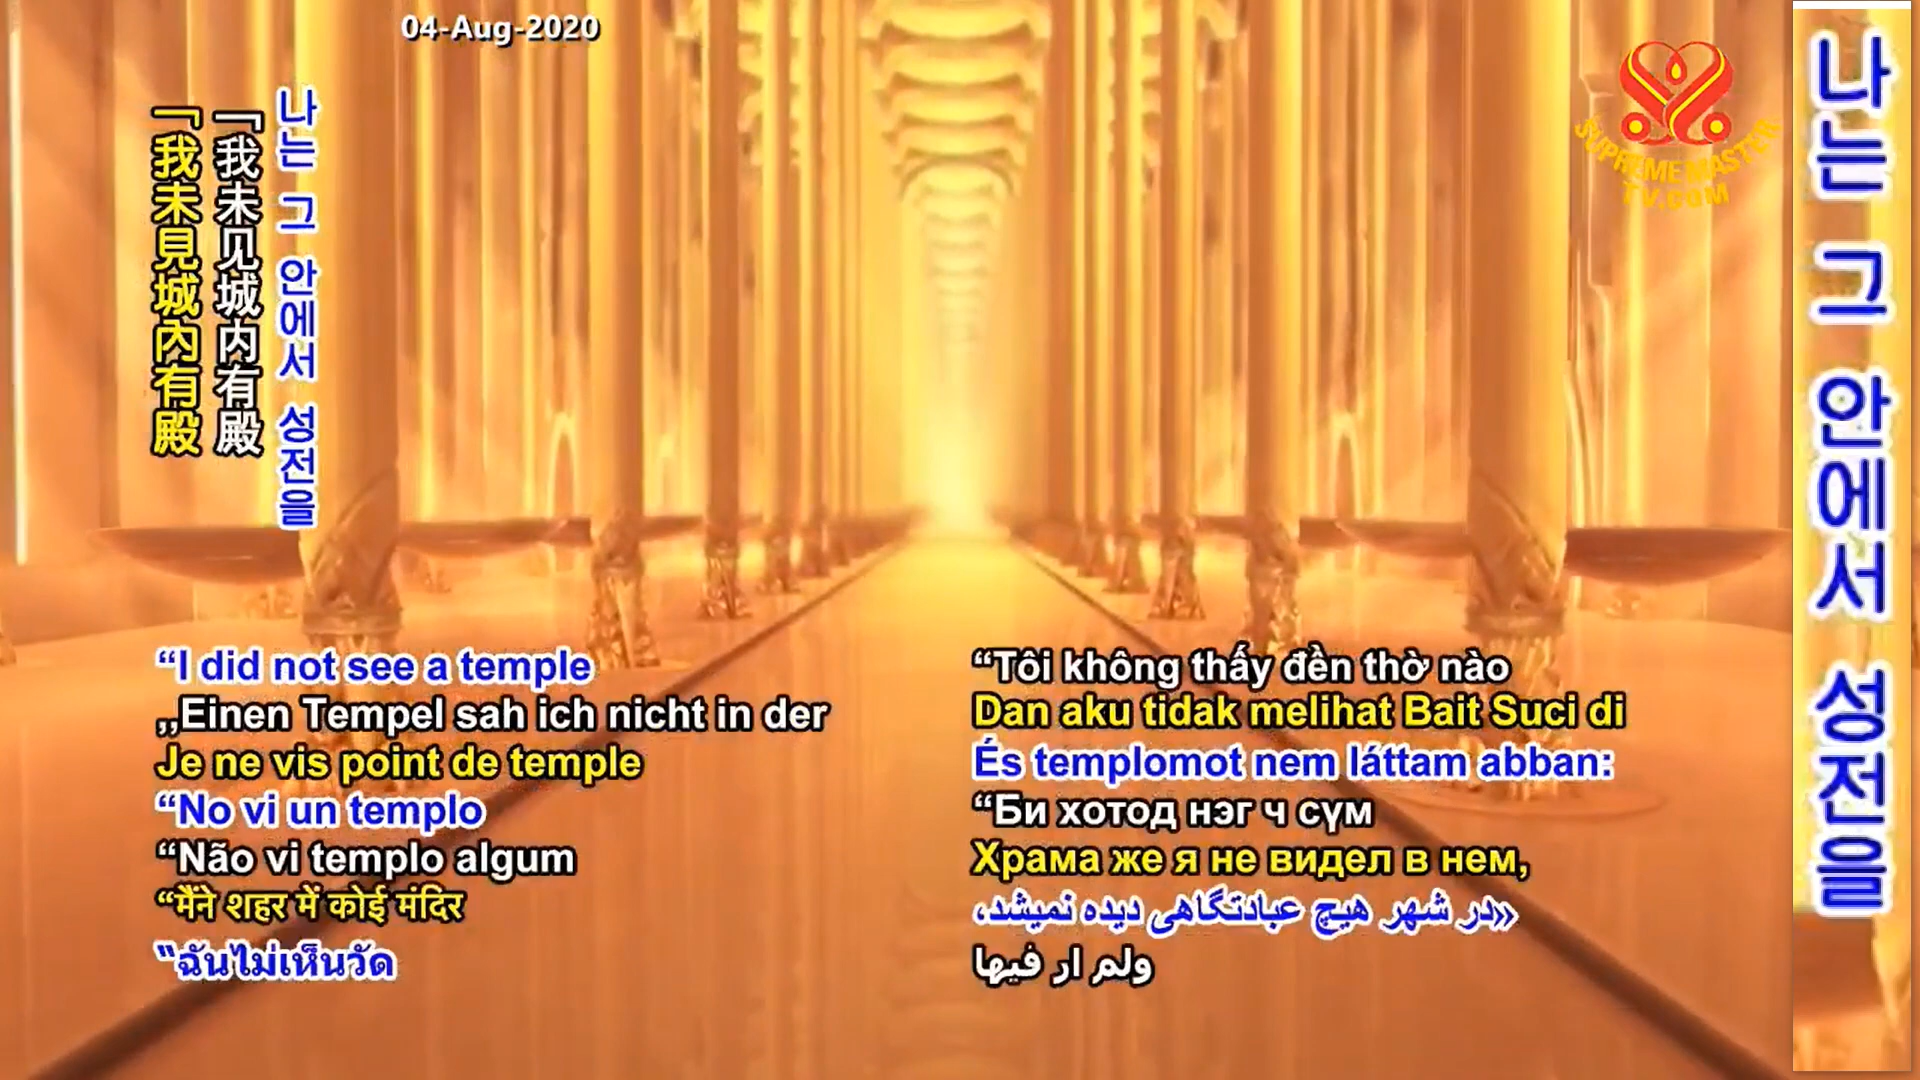 04-Aug-2020
SUPREME MASTER
TV.COM
나는 그 안에서 성전을
「我未见城内有殿
「我未見城內有殿
“I did not see a temple
„Einen Tempel sah ich nicht in der
Je ne vis point de temple
“No vi un templo
“Não vi templo algum
“मैंने शहर में कोई मंदिर
“ฉันไม่เห็นวัด
“Tôi không thấy đền thờ nào
Dan aku tidak melihat Bait Suci di
És templomot nem láttam abban:
“Би хотод нэг ч сүм
Храма же я не видел в нем,
«در شهر هیچ عبادتگاهی دیده نمیشد،
ولم ار فيها
나는 그 안에서 성전을